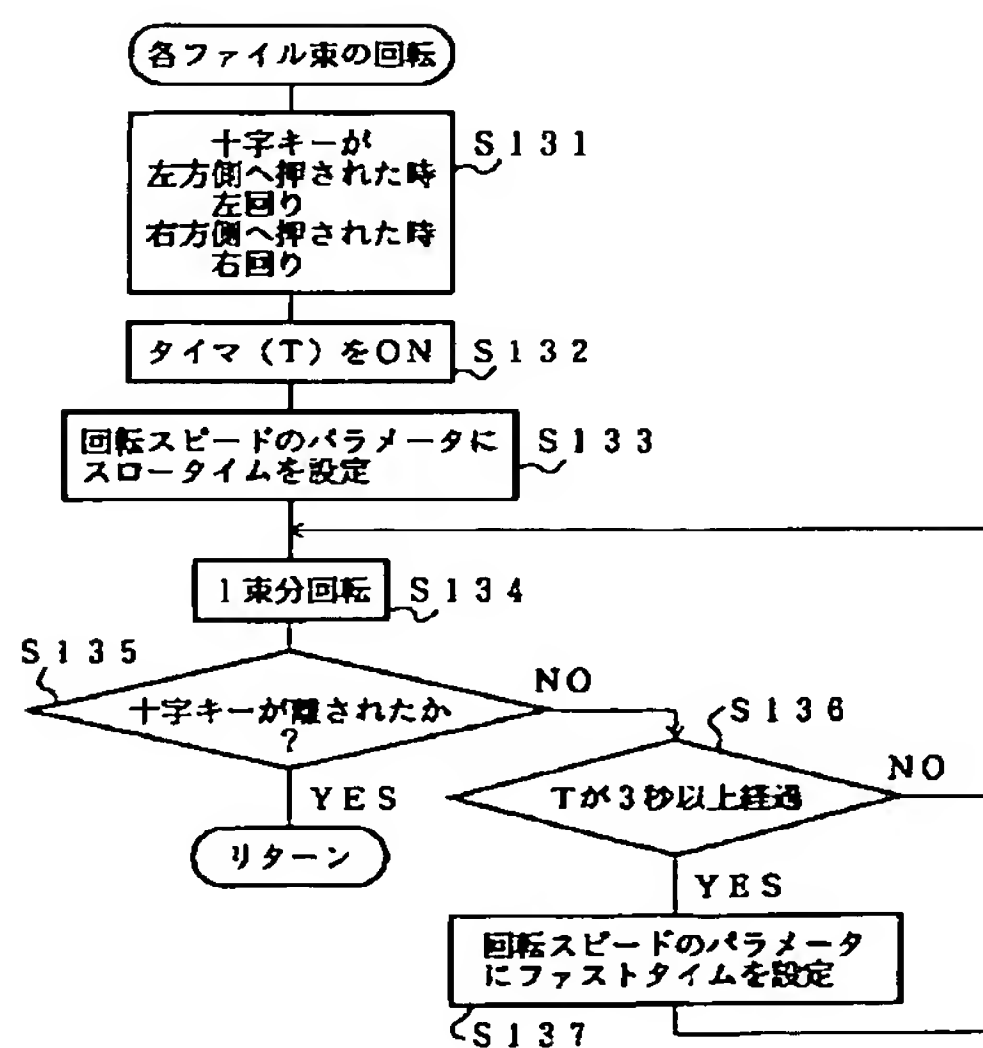 各ファイル束の回転
十字キーが
左方側へ押された時
左回り
右方側へ押された時
右回り
S131
タイマ(T)をON
S132
回転スピードのパラメータに
スロータイムを設定
S133
1束分回転
S134
S135
十字キーが離されたか
?
NO
YES
リターン
S136
Tが3秒以上経過
NO
YES
回転スピードのパラメータ
にファストタイムを設定
S137